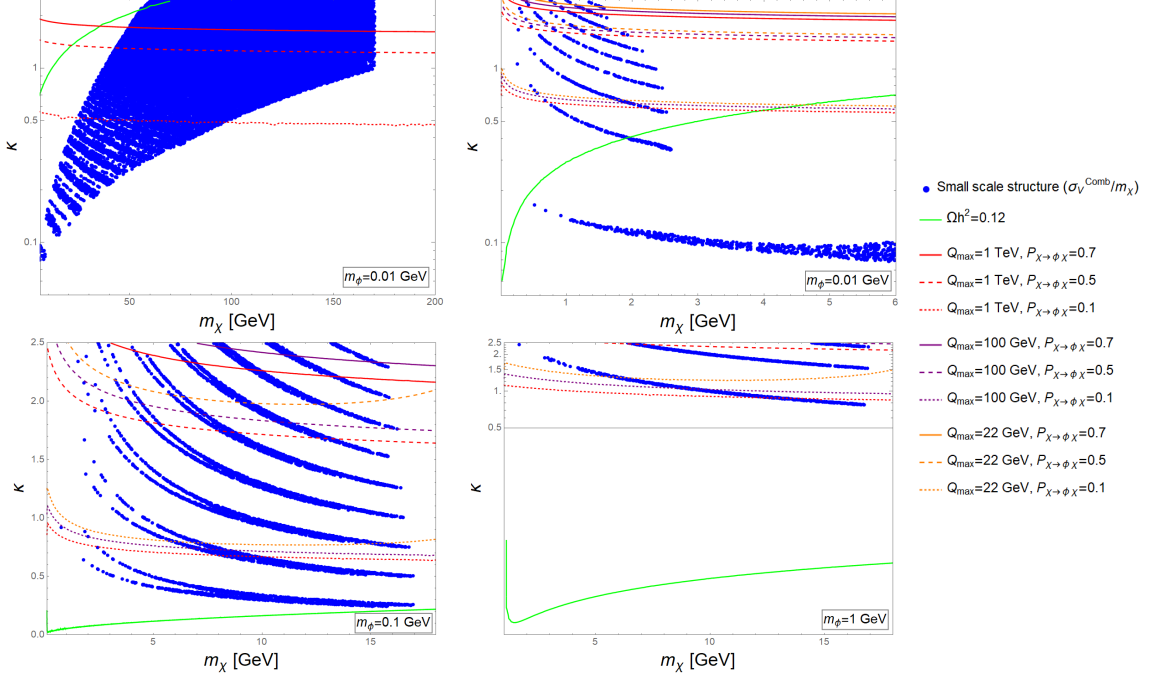 1
0.5
0.1
κ
mϕ=0.01 GeV
50
100
150
200
mχ [GeV]
1
0.5
0.1
κ
mϕ=0.01 GeV
1
2
3
4
5
6
mχ [GeV]
2.5
2.0
1.5
1.0
0.5
0.0
κ
mϕ=0.1 GeV
5
10
15
mχ [GeV]
2.5
2
1.5
1
0.5
κ
mϕ=1 GeV
5
10
15
mχ [GeV]
Small scale structure (σV^Comb/mχ)
Ωh²=0.12
Qmax=1 TeV, Pχ→ϕχ=0.7
Qmax=1 TeV, Pχ→ϕχ=0.5
Qmax=1 TeV, Pχ→ϕχ=0.1
Qmax=100 GeV, Pχ→ϕχ=0.7
Qmax=100 GeV, Pχ→ϕχ=0.5
Qmax=100 GeV, Pχ→ϕχ=0.1
Qmax=22 GeV, Pχ→ϕχ=0.7
Qmax=22 GeV, Pχ→ϕχ=0.5
Qmax=22 GeV, Pχ→ϕχ=0.1